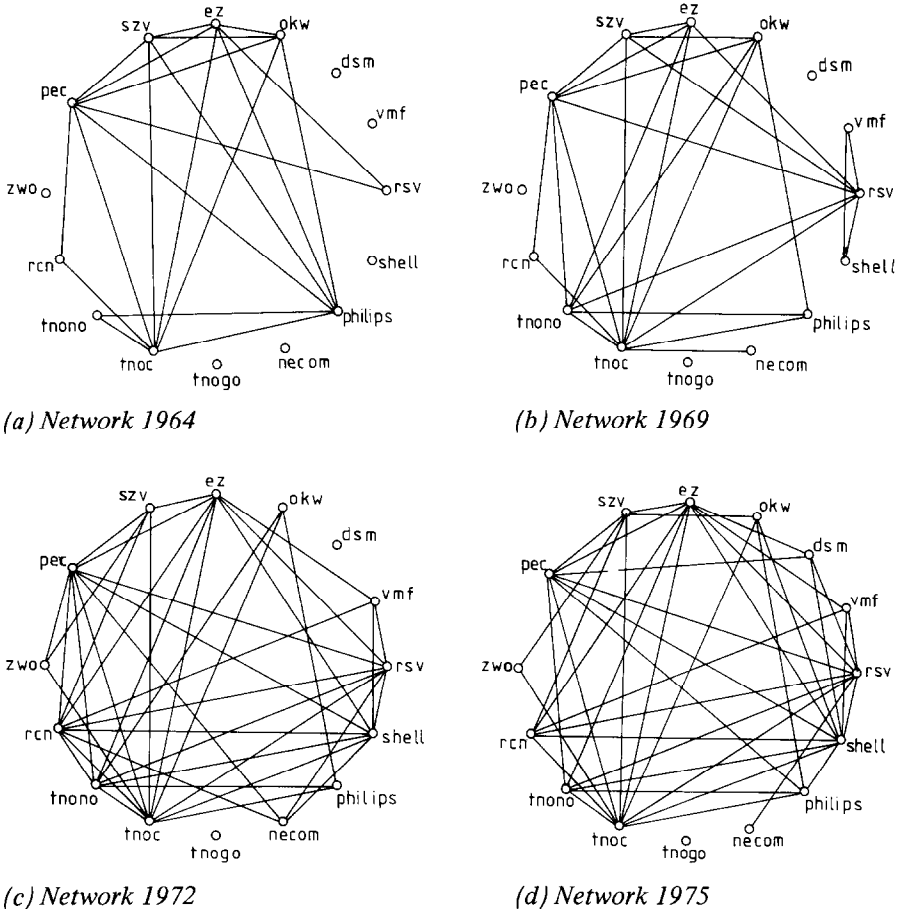 ez
szv
okw
dsm
pec
vmf
zwo
rsv
rcn
shell
tnono
philips
tnoc
tnogo
necom
(a) Network 1964
ez
szv
okw
dsm
pec
vmf
zwo
rsv
rcn
shell
tnono
philips
tnoc
tnogo
necom
(b) Network 1969
ez
szv
okw
dsm
pec
vmf
zwo
rsv
rcn
shell
tnono
philips
tnoc
tnogo
necom
(c) Network 1972
ez
szv
okw
dsm
pec
vmf
zwo
rsv
rcn
shell
tnono
philips
tnoc
tnogo
necom
(d) Network 1975